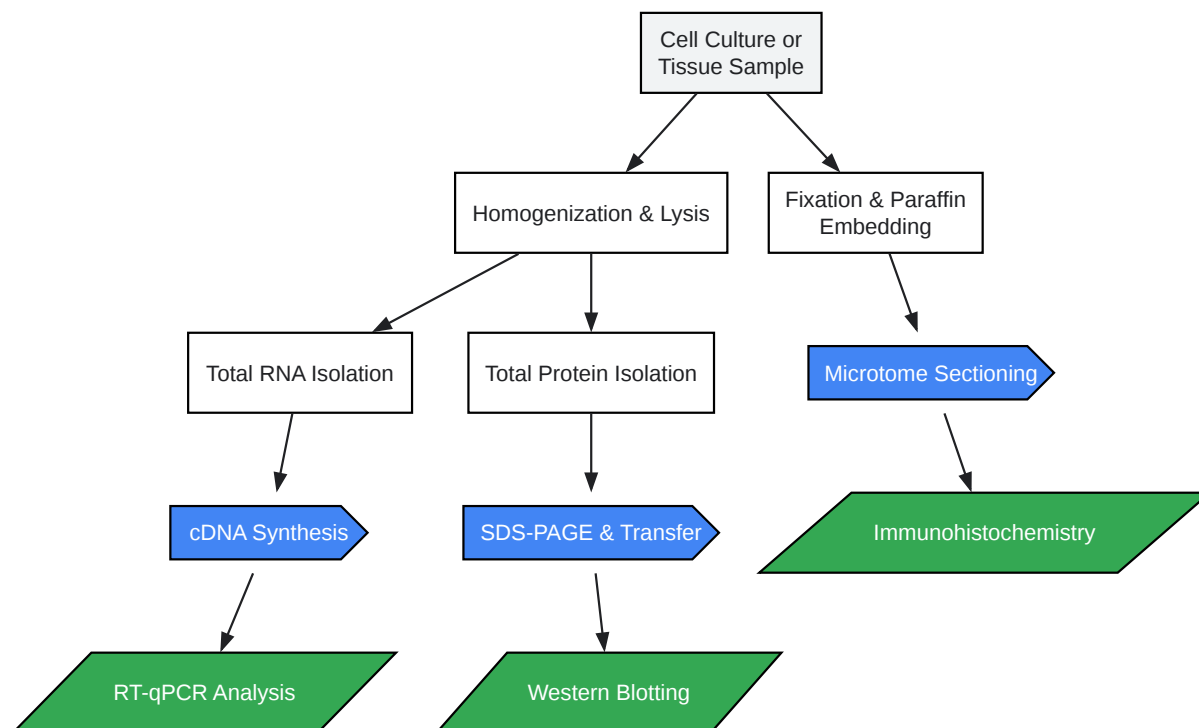 Cell Culture or
Tissue Sample
Homogenization & Lysis
Fixation & Paraffin
Embedding
Total RNA Isolation
Total Protein Isolation
Microtome Sectioning
cDNA Synthesis
SDS-PAGE & Transfer
Immunohistochemistry
RT-qPCR Analysis
Western Blotting